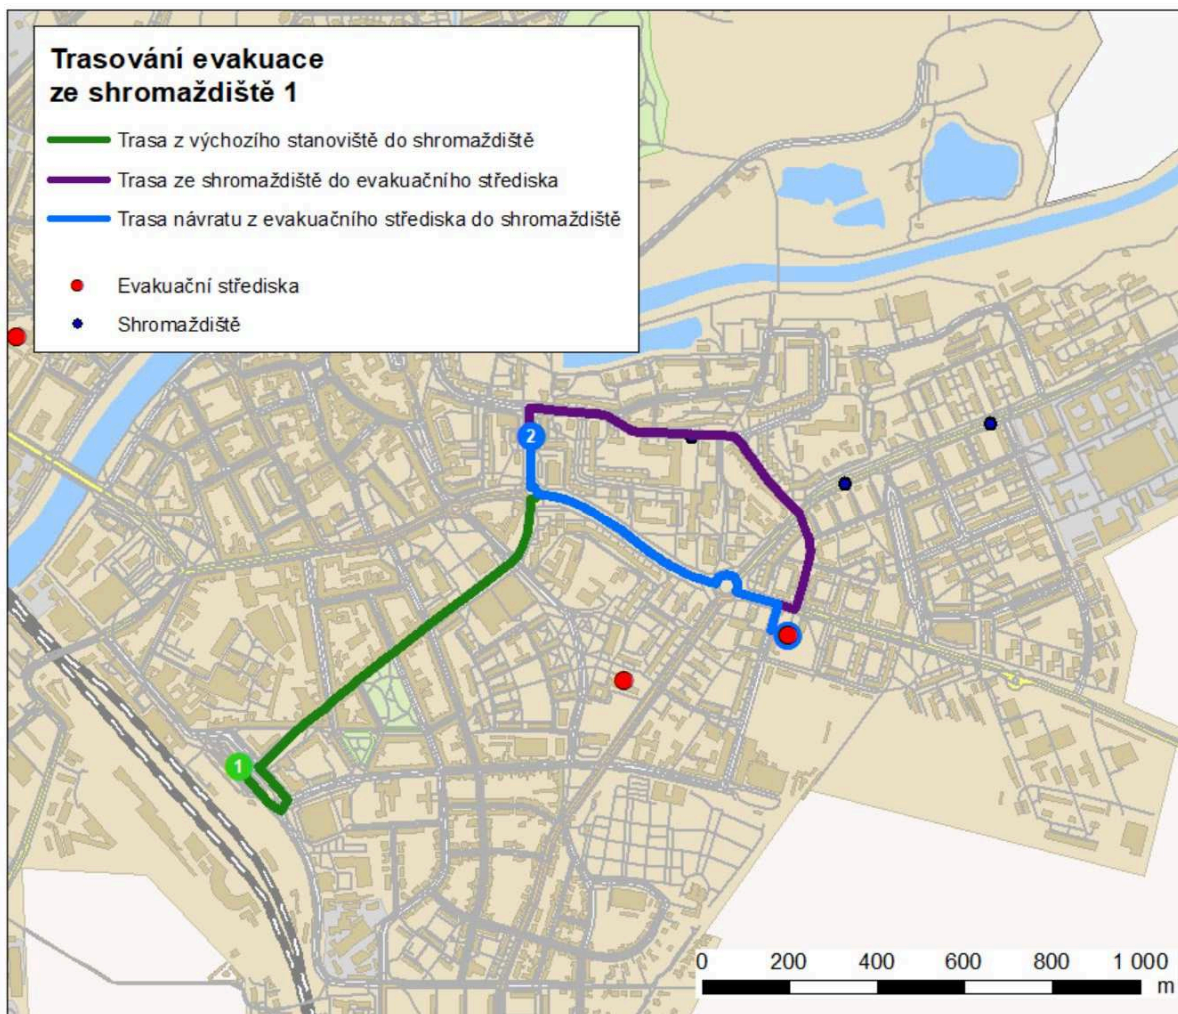 Trasování evakuace
ze shromaždiště 1
Trasa z výchozího stanoviště do shromaždiště
Trasa ze shromaždiště do evakuačního střediska
Trasa návratu z evakuačního střediska do shromaždiště
Evakuační střediska
Shromaždiště
2
1
0 200 400 600 800 1 000
m